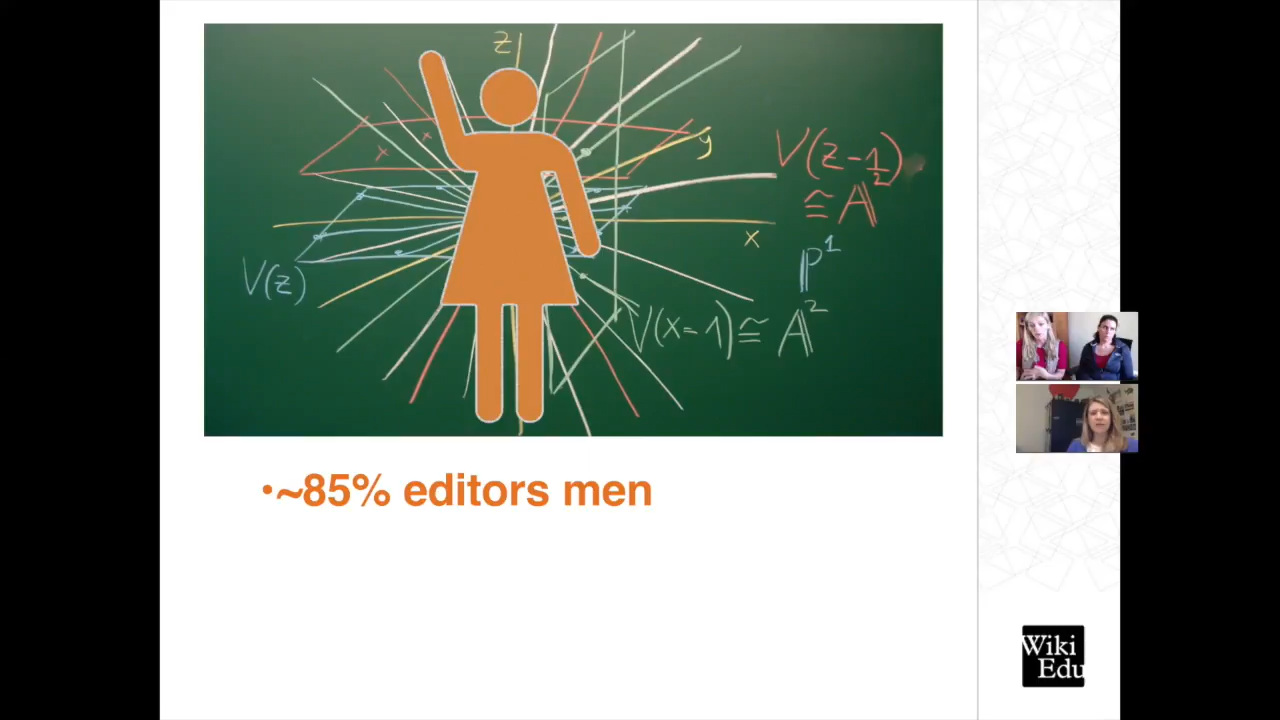 z
y
V(z-1/2)
≅ A
x
P¹
V(z)
V(x-1) ≅ A²
•~85% editors men
Wiki
Edu